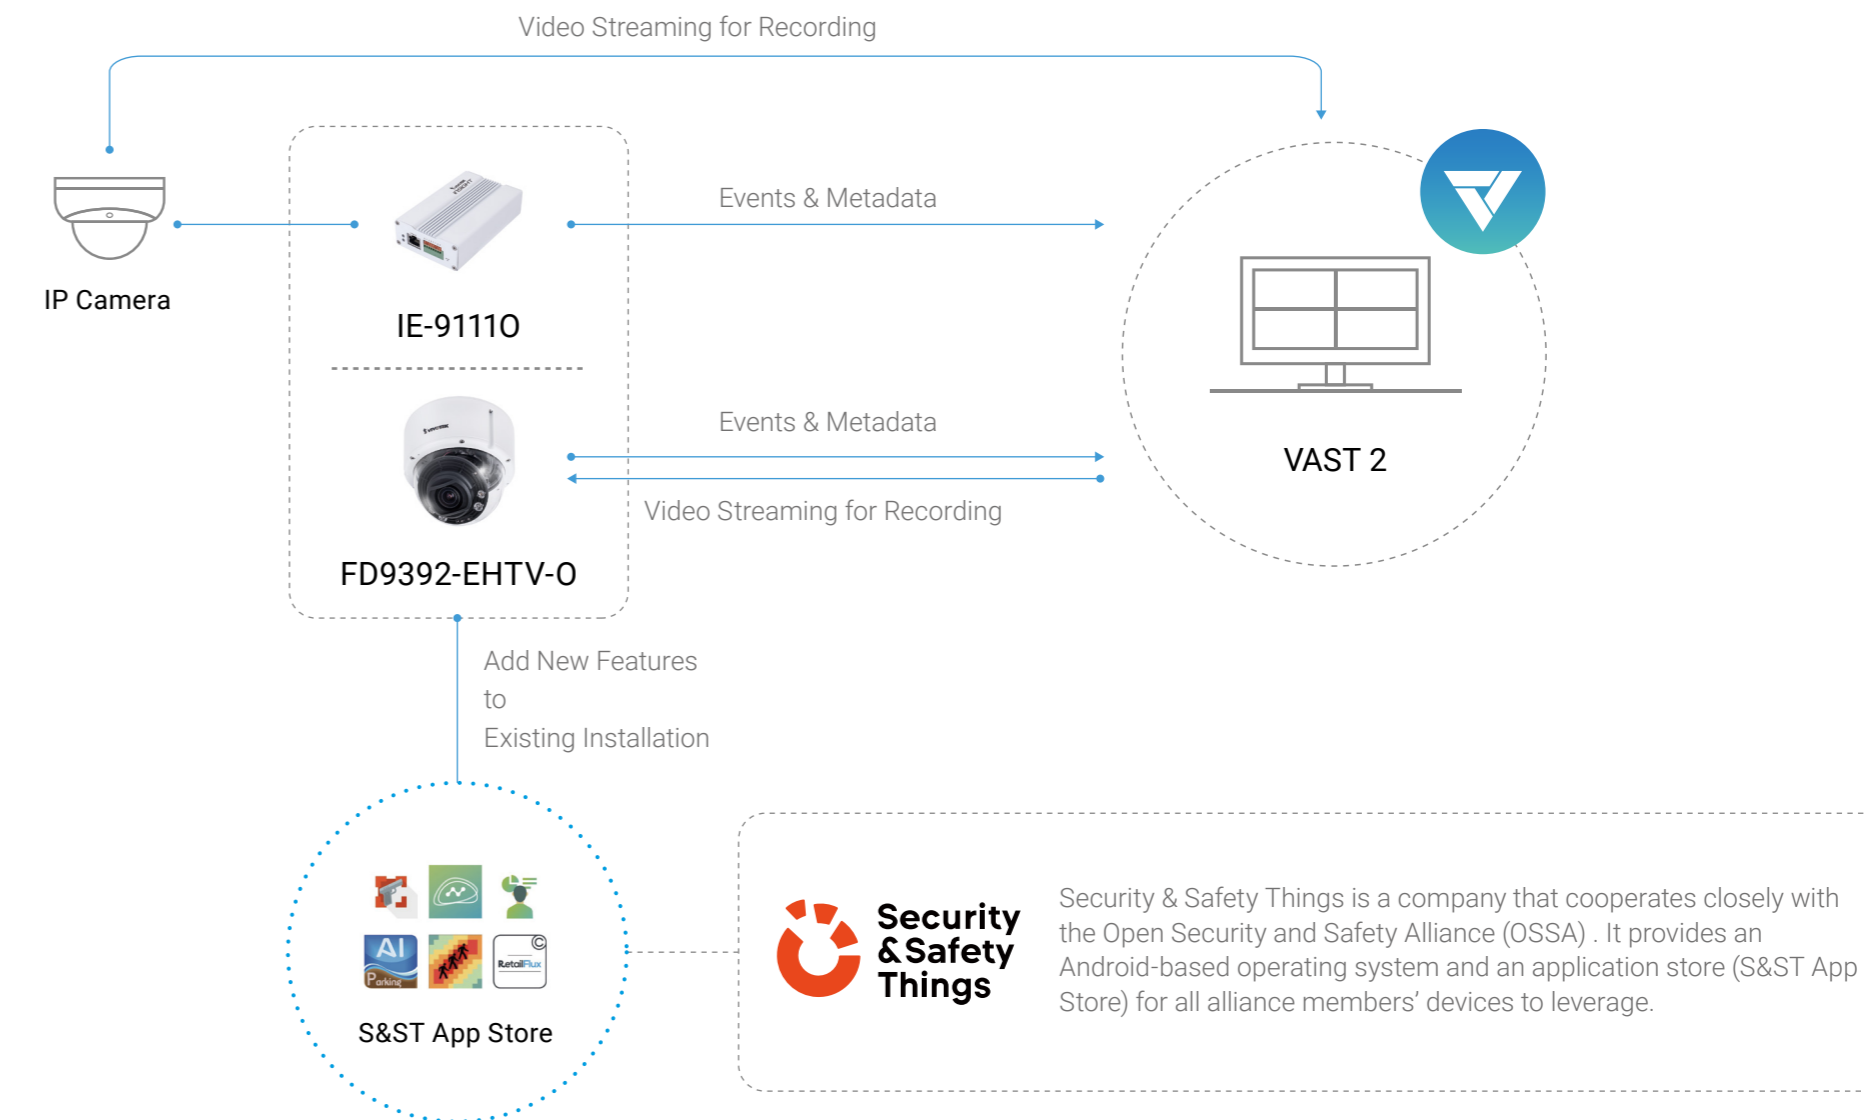 Video Streaming for Recording
Events & Metadata
IP Camera
IE-9111O
Events & Metadata
VAST 2
Video Streaming for Recording
FD9392-EHTV-O
Add New Features
to
Existing Installation
AI
Parking
RetailFlux
C
S&ST App Store
Security
&Safety
Things
Security & Safety Things is a company that cooperates closely with
the Open Security and Safety Alliance (OSSA) . It provides an
Android-based operating system and an application store (S&ST App
Store) for all alliance members’ devices to leverage.